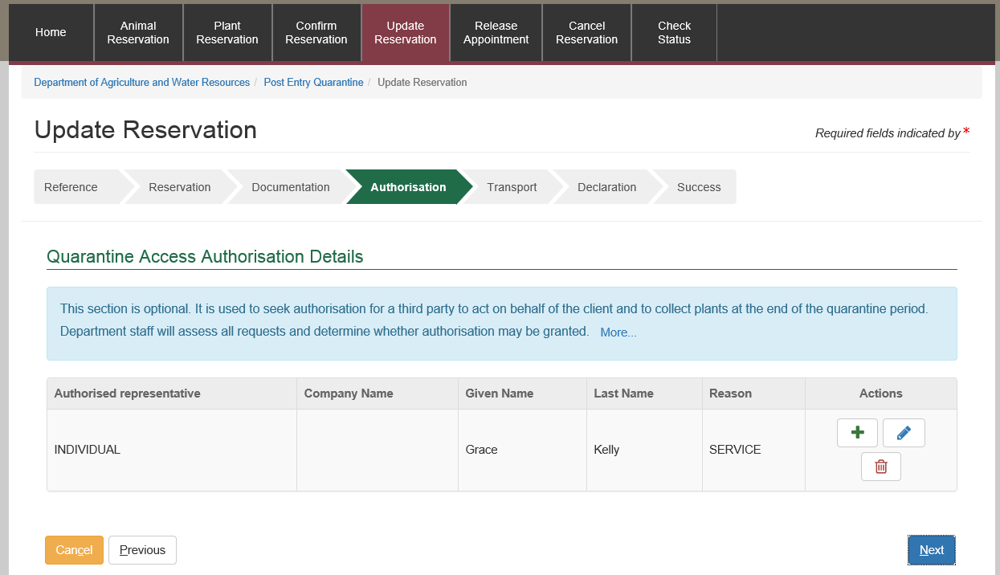 Home
Animal
Reservation
Plant
Reservation
Confirm
Reservation
Update
Reservation
Release
Appointment
Cancel
Reservation
Check
Status
Department of Agriculture and Water Resources / Post Entry Quarantine / Update Reservation
Update Reservation
Required fields indicated by *
Reference Reservation Documentation Authorisation Transport Declaration Success
Quarantine Access Authorisation Details
This section is optional. It is used to seek authorisation for a third party to act on behalf of the client and to collect plants at the end of the quarantine period.
Department staff will assess all requests and determine whether authorisation may be granted. More...
Authorised representative Company Name Given Name Last Name Reason Actions
INDIVIDUAL Grace Kelly SERVICE
Cancel Previous Next